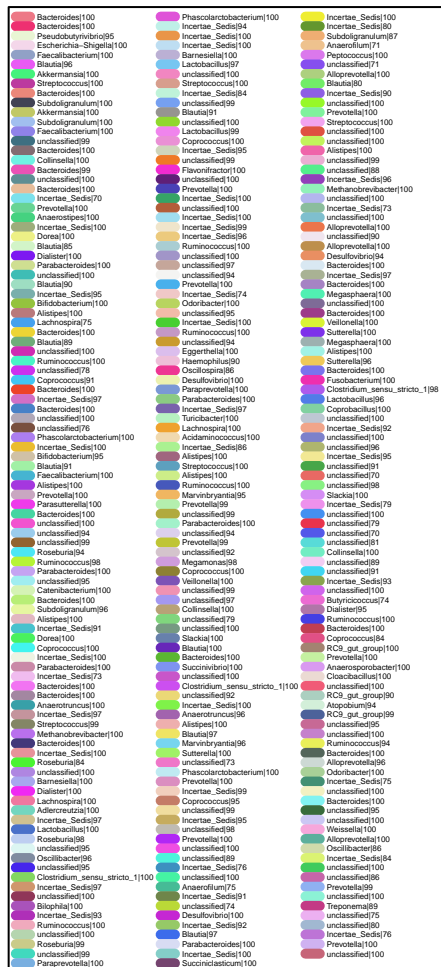 Bacteroides|100
Bacteroides|100
Pseudobutyrivibrio|95
Escherichia-Shigella|100
Faecalibacterium|100
Blautia|96
Akkermansia|100
Streptococcus|100
Bacteroides|100
Subdoligranulum|100
Akkermansia|100
Subdoligranulum|100
Faecalibacterium|100
unclassified|99
Bacteroides|100
Collinsella|100
Bacteroides|99
unclassified|100
Bacteroides|100
Incertae_Sedis|70
Prevotella|100
Anaerostipes|100
Incertae_Sedis|100
Dorea|100
Blautia|85
Dialister|100
Parabacteroides|100
unclassified|100
Blautia|90
Incertae_Sedis|95
Bifidobacterium|100
Alistipes|100
Lachnospira|75
Bacteroides|100
Blautia|89
unclassified|100
Ruminococcus|100
unclassified|78
Coprococcus|91
Bacteroides|100
Incertae_Sedis|97
Bacteroides|100
unclassified|100
unclassified|76
Phascolarctobacterium|100
Incertae_Sedis|100
Bifidobacterium|95
Blautia|91
Faecalibacterium|100
Alistipes|100
Prevotella|100
Parasutterella|100
Bacteroides|100
unclassified|100
unclassified|94
unclassified|99
Roseburia|94
Ruminococcus|98
Parabacteroides|100
unclassified|95
Catenibacterium|100
Bacteroides|100
Subdoligranulum|96
Alistipes|100
Incertae_Sedis|91
Dorea|100
Coprococcus|100
Incertae_Sedis|100
Parabacteroides|100
Incertae_Sedis|73
Bacteroides|100
Bacteroides|100
Anaerotruncus|100
Incertae_Sedis|97
Streptococcus|99
Methanobrevibacter|100
Bacteroides|100
Incertae_Sedis|100
Roseburia|84
unclassified|100
Barnesiella|100
Dialister|100
Lachnospira|100
Adlercreutzia|100
Incertae_Sedis|97
Lactobacillus|100
Roseburia|98
unclassified|95
Oscillibacter|96
unclassified|95
Clostridium_sensu_stricto_1|100
Incertae_Sedis|97
unclassified|100
Bilophila|100
Incertae_Sedis|93
Ruminococcus|100
unclassified|100
Roseburia|99
unclassified|99
Paraprevotella|100
Phascolarctobacterium|100
Incertae_Sedis|94
Incertae_Sedis|100
Incertae_Sedis|100
Barnesiella|100
Lactobacillus|97
unclassified|100
Streptococcus|100
Incertae_Sedis|84
unclassified|99
Blautia|91
unclassified|100
Lactobacillus|99
Coprococcus|100
Incertae_Sedis|95
unclassified|99
Flavonifractor|100
unclassified|100
Prevotella|100
Incertae_Sedis|100
unclassified|100
Incertae_Sedis|100
Incertae_Sedis|99
Incertae_Sedis|96
Ruminococcus|100
unclassified|100
unclassified|97
unclassified|94
Prevotella|100
Incertae_Sedis|74
Odoribacter|100
unclassified|95
Incertae_Sedis|100
Ruminococcus|100
unclassified|94
Eggerthella|100
Haemophilus|90
Oscillospira|86
Desulfovibrio|100
Paraprevotella|100
Parabacteroides|100
Incertae_Sedis|97
Turicibacter|100
Lachnospira|100
Acidaminococcus|100
Incertae_Sedis|86
Alistipes|100
Streptococcus|100
Alistipes|100
Ruminococcus|100
Marvinbryantia|95
Prevotella|99
unclassified|99
Parabacteroides|100
unclassified|94
Prevotella|99
unclassified|92
Megamonas|98
Coprococcus|100
Veillonella|100
unclassified|99
unclassified|97
Collinsella|100
unclassified|79
unclassified|100
Slackia|100
Blautia|100
Bacteroides|100
Succinivibrio|100
unclassified|100
Clostridium_sensu_stricto_1|100
unclassified|92
Incertae_Sedis|100
Anaerotruncus|96
Alistipes|100
Blautia|97
Marvinbryantia|96
Sutterella|100
unclassified|73
Phascolarctobacterium|100
Prevotella|100
Incertae_Sedis|99
Coprococcus|95
unclassified|99
Incertae_Sedis|95
unclassified|98
Prevotella|100
unclassified|100
unclassified|89
Incertae_Sedis|76
unclassified|100
Anaerofilum|75
Incertae_Sedis|91
unclassified|74
Desulfovibrio|100
Incertae_Sedis|92
Blautia|97
Parabacteroides|100
Incertae_Sedis|100
Succiniclasticum|100
Incertae_Sedis|100
Incertae_Sedis|80
Subdoligranulum|87
Anaerofilum|71
Peptococcus|100
unclassified|71
Alloprevotella|100
Blautia|80
Incertae_Sedis|90
unclassified|100
Prevotella|100
Streptococcus|100
unclassified|100
unclassified|100
Alistipes|100
unclassified|99
unclassified|88
Incertae_Sedis|96
Methanobrevibacter|100
unclassified|100
Incertae_Sedis|73
unclassified|100
Alloprevotella|100
unclassified|90
Alloprevotella|100
Desulfovibrio|94
Bacteroides|100
Incertae_Sedis|97
Bacteroides|100
Megasphaera|100
unclassified|100
Bacteroides|100
Veillonella|100
Sutterella|100
Megasphaera|100
Alistipes|100
Sutterella|96
Bacteroides|100
Fusobacterium|100
Clostridium_sensu_stricto_1|98
Lactobacillus|96
Coprobacillus|100
unclassified|100
Incertae_Sedis|92
unclassified|100
unclassified|96
Incertae_Sedis|95
unclassified|91
unclassified|70
unclassified|98
Slackia|100
Incertae_Sedis|79
unclassified|100
unclassified|79
unclassified|70
unclassified|81
Collinsella|100
unclassified|89
unclassified|91
Incertae_Sedis|93
unclassified|100
Butyricicoccus|74
Dialister|95
Ruminococcus|100
Bacteroides|100
Coprococcus|84
RC9_gut_group|100
Prevotella|100
Anaerosporobacter|100
Cloacibacillus|100
unclassified|100
RC9_gut_group|90
Atopobium|94
RC9_gut_group|99
unclassified|95
unclassified|100
Ruminococcus|94
Bacteroides|100
Alloprevotella|96
Odoribacter|100
Incertae_Sedis|75
unclassified|100
Bacteroides|100
unclassified|95
unclassified|100
Weissella|100
Alloprevotella|100
Oscillibacter|86
Incertae_Sedis|84
unclassified|100
unclassified|86
Prevotella|99
Treponema|89
unclassified|75
unclassified|80
Incertae_Sedis|76
Prevotella|100
unclassified|100